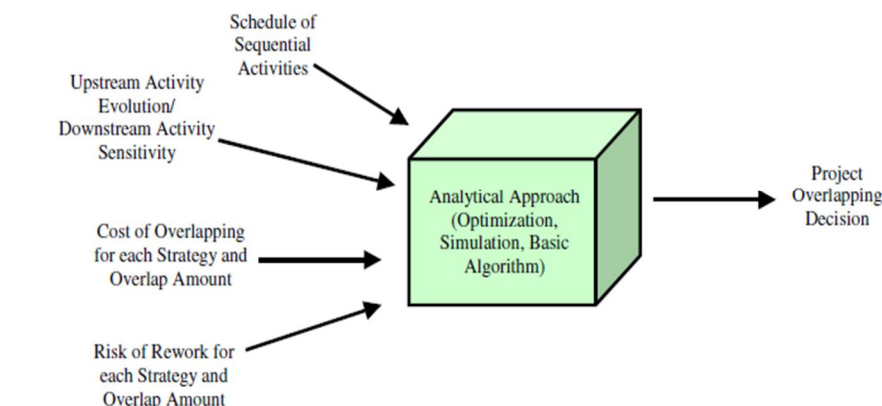 Schedule of
Sequential
Activities
Upstream Activity
Evolution/
Downstream Activity
Sensitivity
Cost of Overlapping
for each Strategy and
Overlap Amount
Risk of Rework for
each Strategy and
Overlap Amount
Analytical Approach
(Optimization,
Simulation, Basic
Algorithm)
Project
Overlapping
Decision